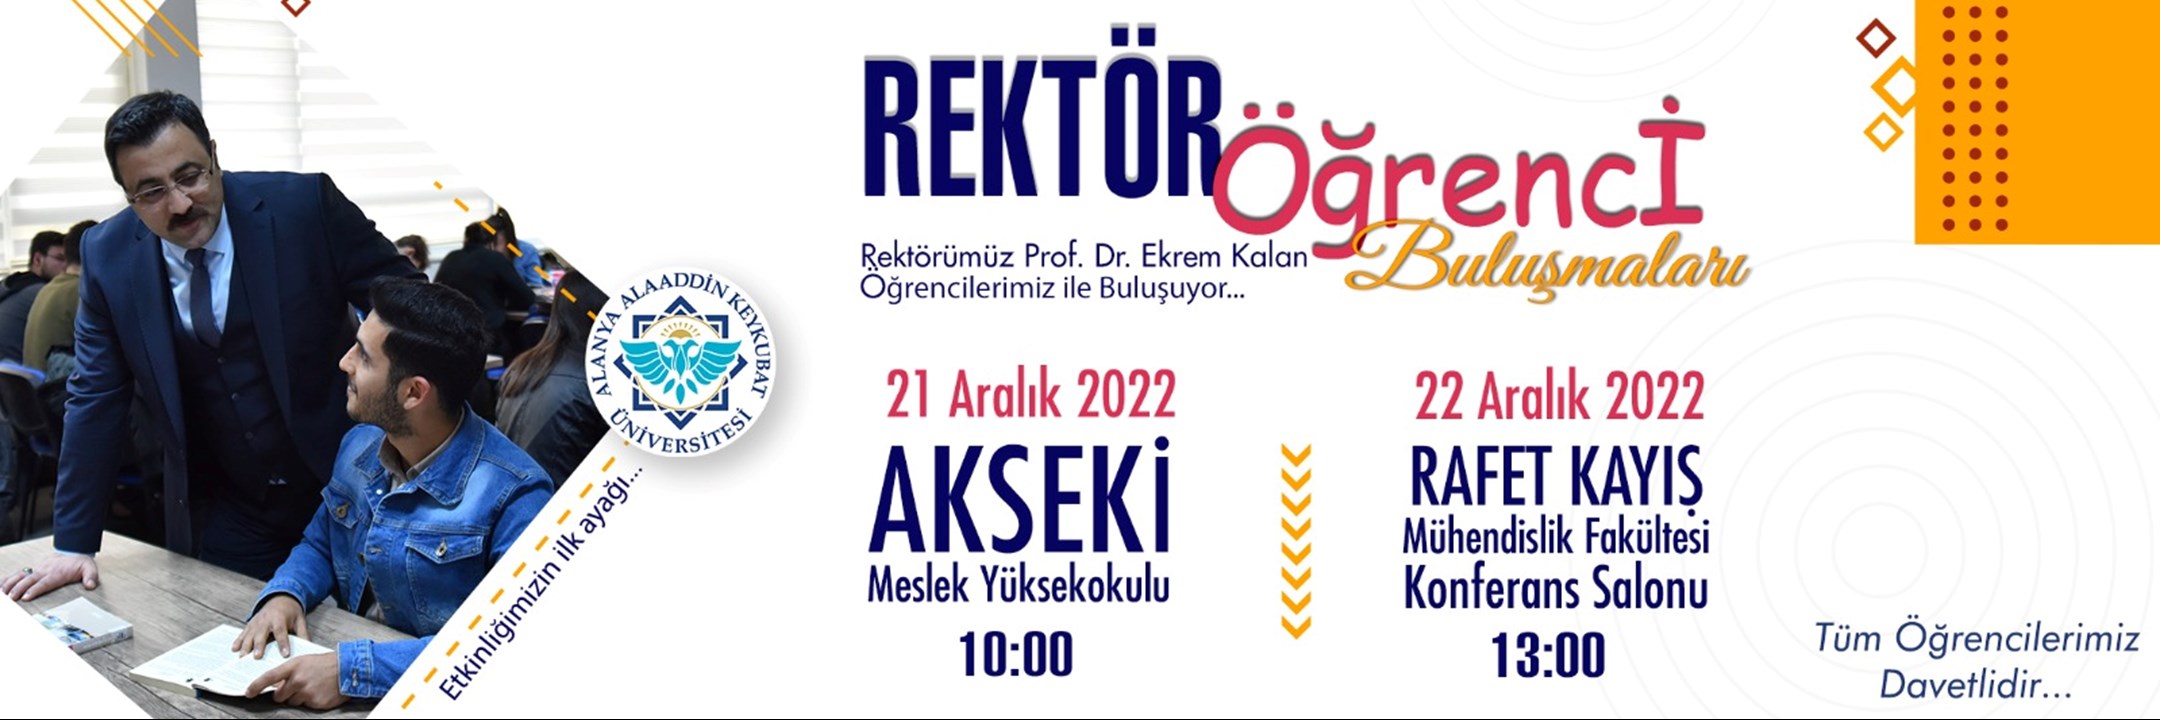 REKTÖR
Öğrencİ
Buluşmaları
Rektörümüz Prof. Dr. Ekrem Kalan
Öğrencilerimiz ile Buluşuyor...
ALANYA ALAADDİN KEYKUBAT
ÜNİVERSİTESİ
Etkinliğimizin ilk ayağı...
21 Aralık 2022
AKSEKİ
Meslek Yüksekokulu
10:00
22 Aralık 2022
RAFET KAYIŞ
Mühendislik Fakültesi
Konferans Salonu
13:00
Tüm Öğrencilerimiz
Davetlidir...